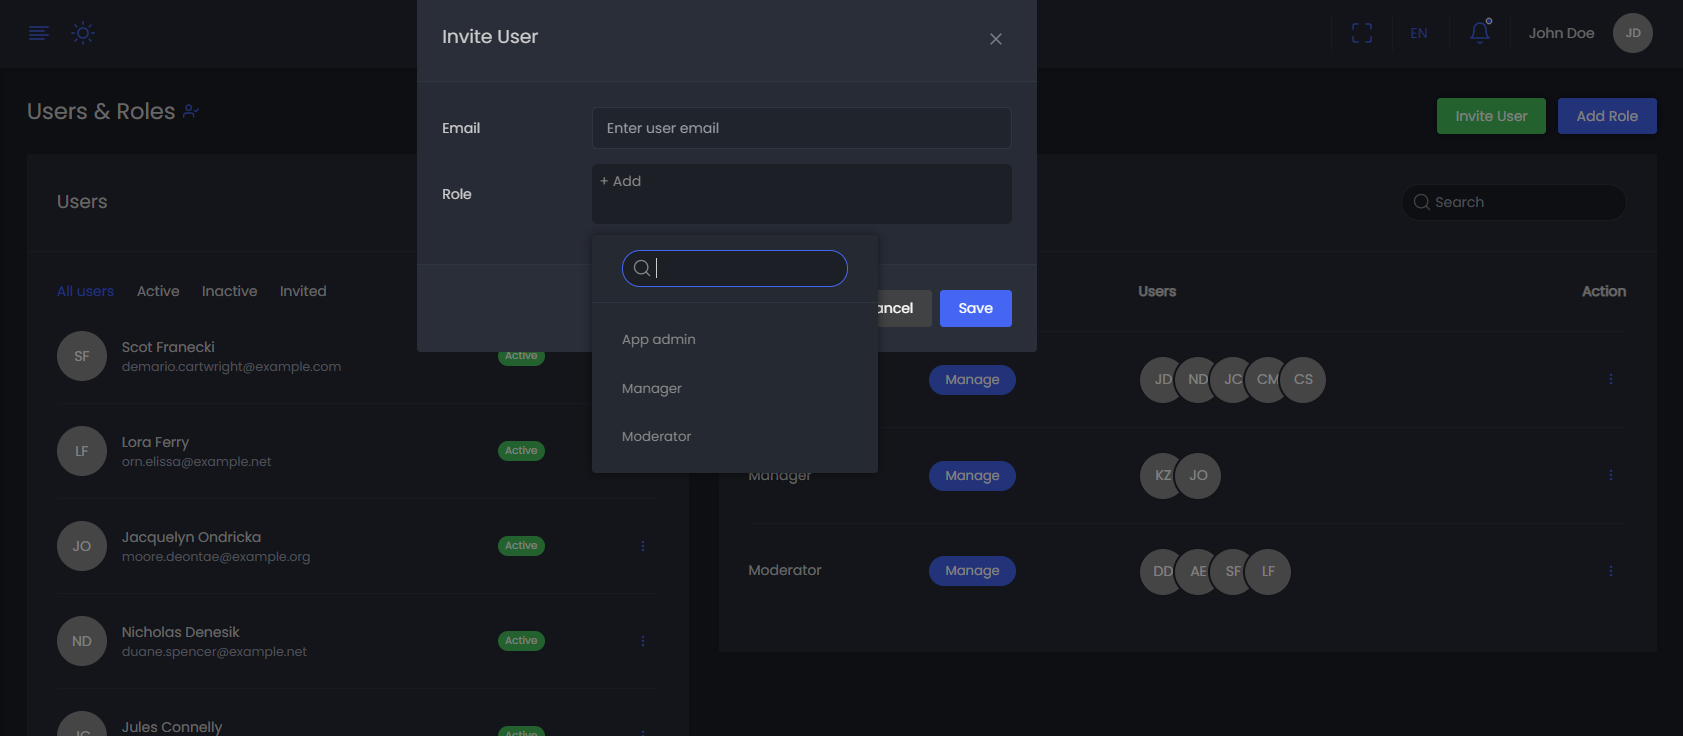 EN
John Doe
JD
Invite User
Users & Roles
Invite User
Add Role
Email
Enter user email
Role
+ Add
Users
Search
All users
Active
Inactive
Invited
App admin
Manager
Moderator
ancel
Save
SF
Scot Franecki
demario.cartwright@example.com
Active
LF
Lora Ferry
orn.elissa@example.net
Active
JO
Jacquelyn Ondricka
moore.deontae@example.org
Active
ND
Nicholas Denesik
duane.spencer@example.net
Active
JC
Jules Connelly
Active
Users
Action
Manage
JD
ND
JC
CM
CS
Manager
Manage
KZ
JO
Moderator
Manage
DD
AE
SF
LF